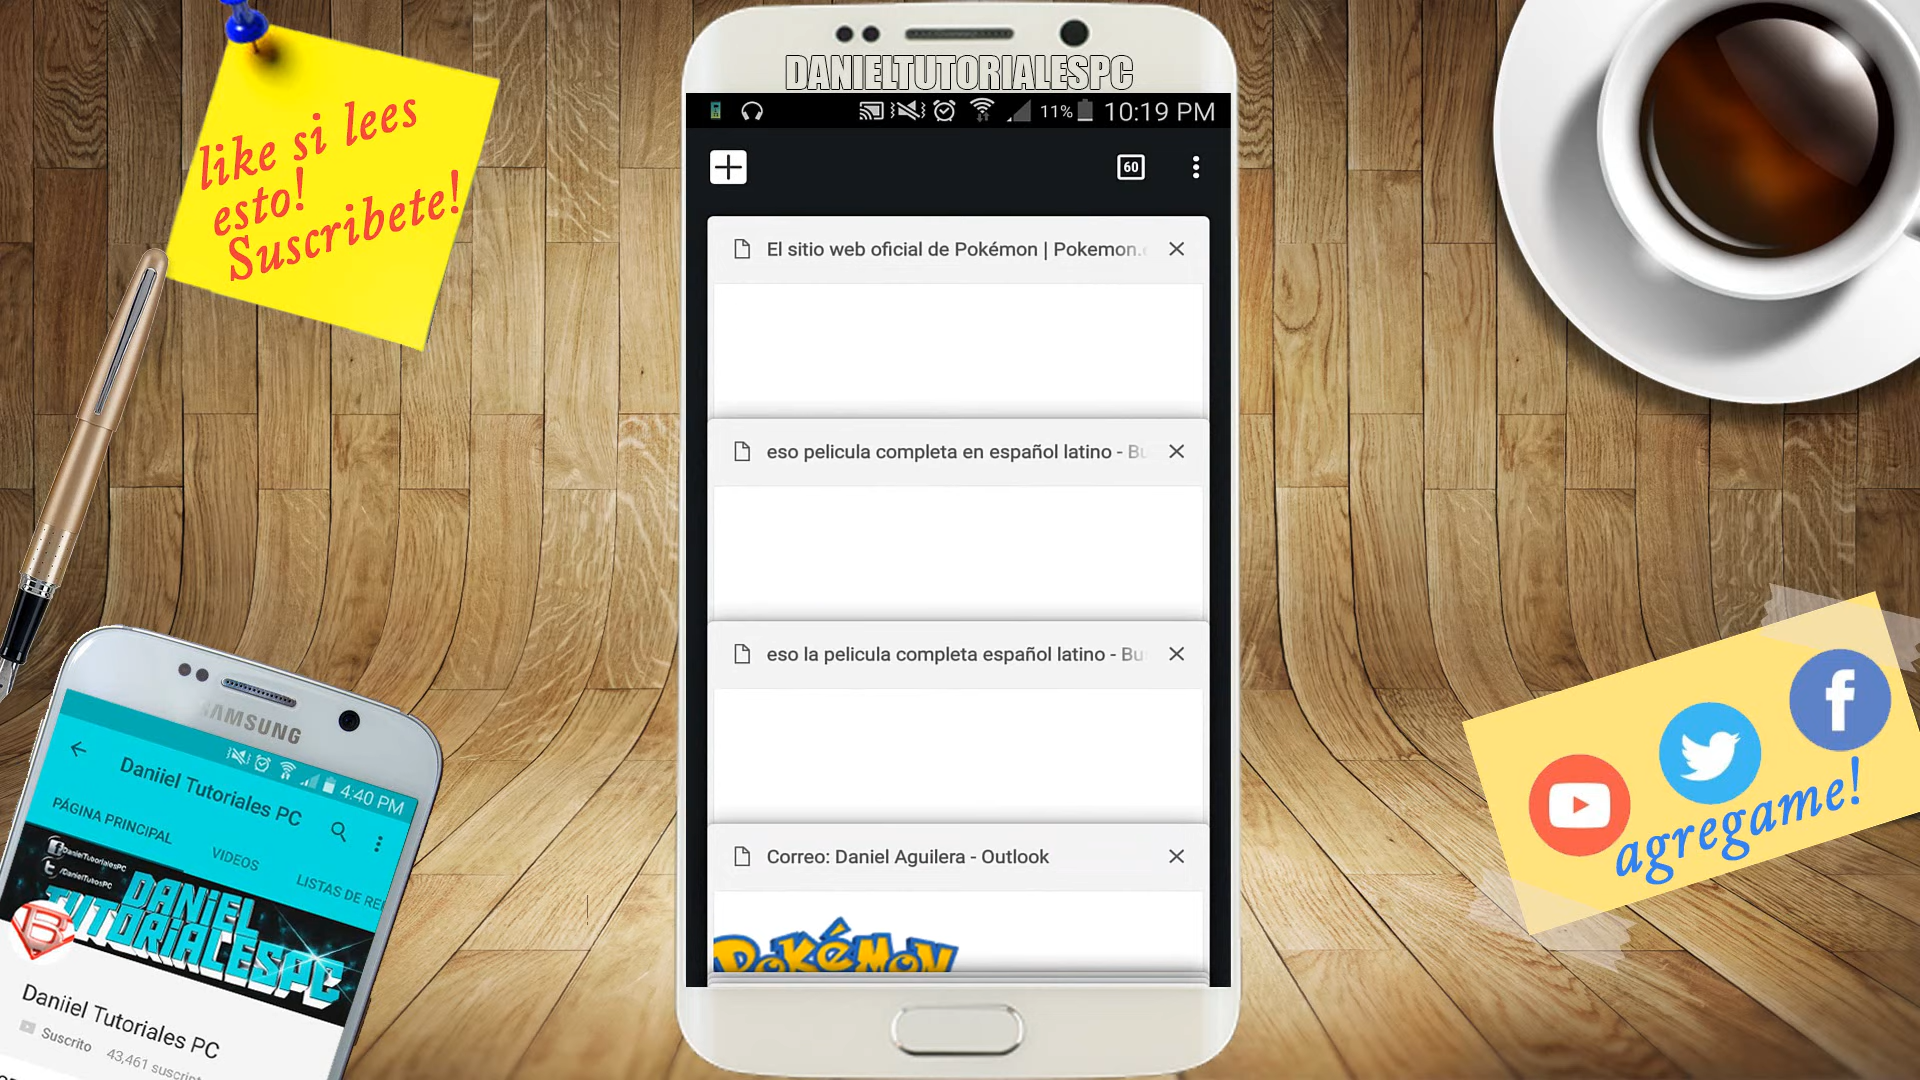 like si lees
esto!
Suscribete!
DANIELTUTORIALESPC
11% 10:19 PM
60
El sitio web oficial de Pokémon | Pokemon.
eso pelicula completa en español latino - Bu
eso la pelicula completa español latino - Bu
Correo: Daniel Aguilera - Outlook
POKéMON
SAMSUNG
4:40 PM
Daniiel Tutoriales PC
PÁGINA PRINCIPAL
VIDEOS
LISTAS DE RE
/DanielTutorialesPC
/DanielTutosPC
DANiEL
TUTORiALESPC
Daniiel Tutoriales PC
Suscrito 43,461 suscript
agregame!